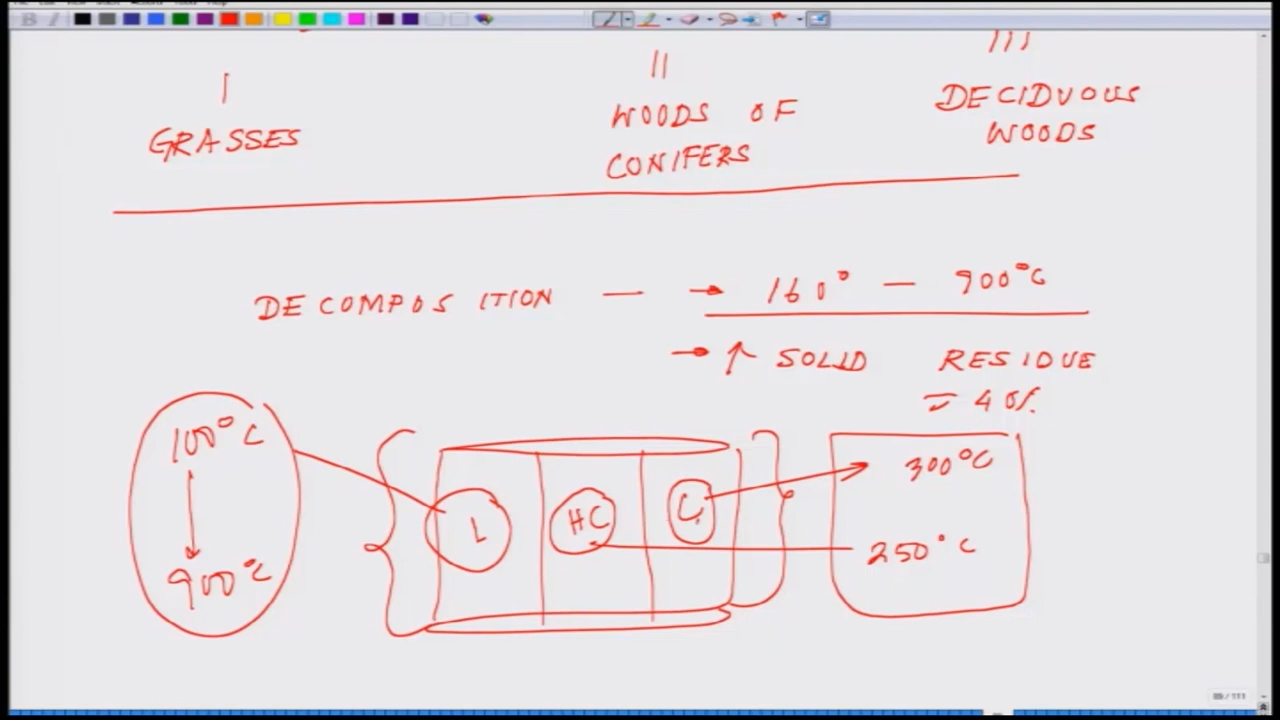 I II III
GRASSES WOODS OF CONIFERS DECIDUOUS WOODS
DECOMPOSITION — → 160° — 900°C
→ ↑ SOLID RESIDUE
≈ 40%
100°C
↓
900°C
L HC C
300°C
250°C